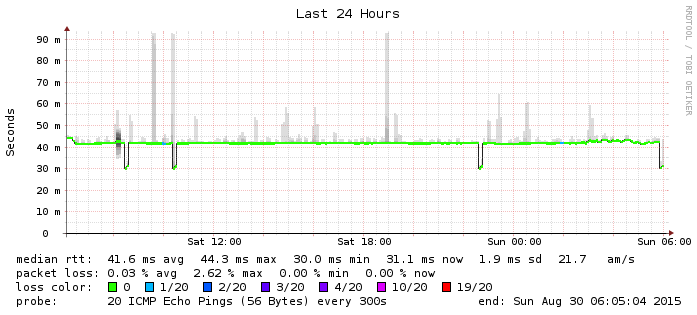 Last 24 Hours
RRDTOOL / TOBI OETIKER
Seconds
90 m
80 m
70 m
60 m
50 m
40 m
30 m
20 m
10 m
0
Sat 12:00 Sat 18:00 Sun 00:00 Sun 06:00
median rtt: 41.6 ms avg 44.3 ms max 30.0 ms min 31.1 ms now 1.9 ms sd 21.7 am/s
packet loss: 0.03 % avg 2.62 % max 0.00 % min 0.00 % now
loss color: 0 1/20 2/20 3/20 4/20 10/20 19/20
probe: 20 ICMP Echo Pings (56 Bytes) every 300s end: Sun Aug 30 06:05:04 2015